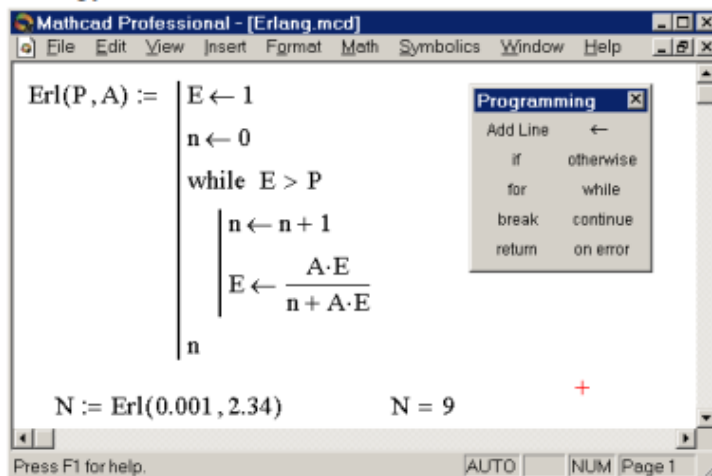 Mathcad Professional - [Erlang.mcd]
File Edit View Insert Format Math Symbolics Window Help
Erl(P,A) := E ← 1
n ← 0
while E > P
n ← n + 1
E ← A·E / n + A·E
n
N := Erl(0.001,2.34) N = 9
Programming
Add Line ←
if otherwise
for while
break continue
return on error
Press F1 for help. AUTO NUM Page 1